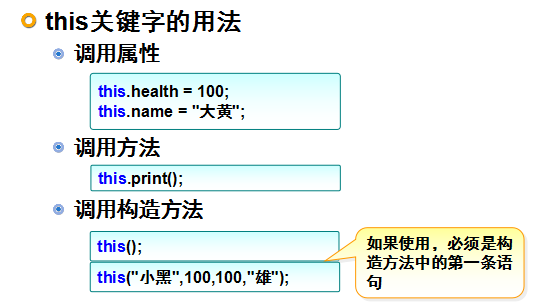 this关键字的用法
调用属性
this.health = 100;
this.name = "大黄";
调用方法
this.print();
调用构造方法
this();
this("小黑",100,100,"雄");
如果使用，必须是构
造方法中的第一条语
句